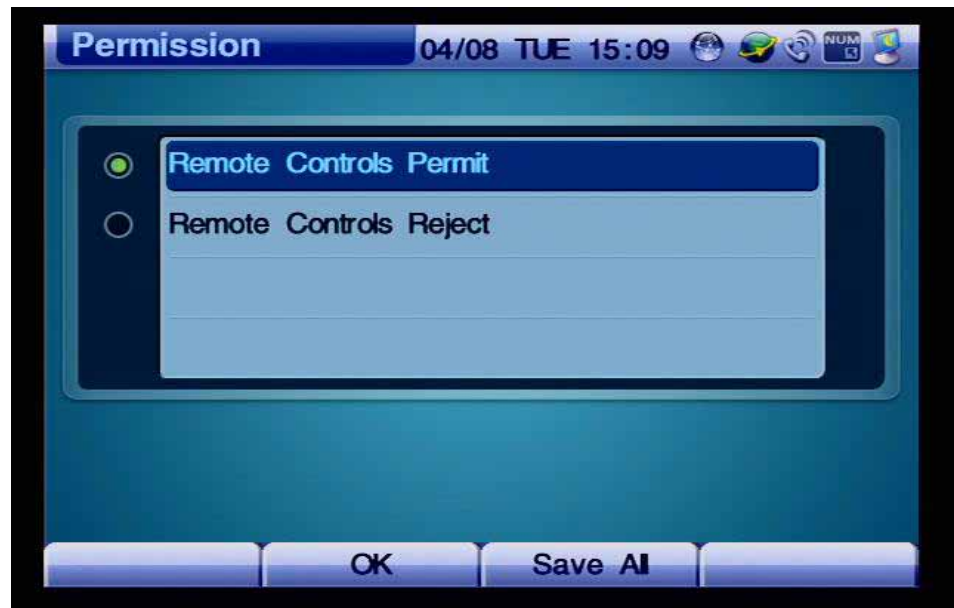 Permission 04/08 TUE 15:09 NUM
Remote Controls Permit
Remote Controls Reject
OK Save All